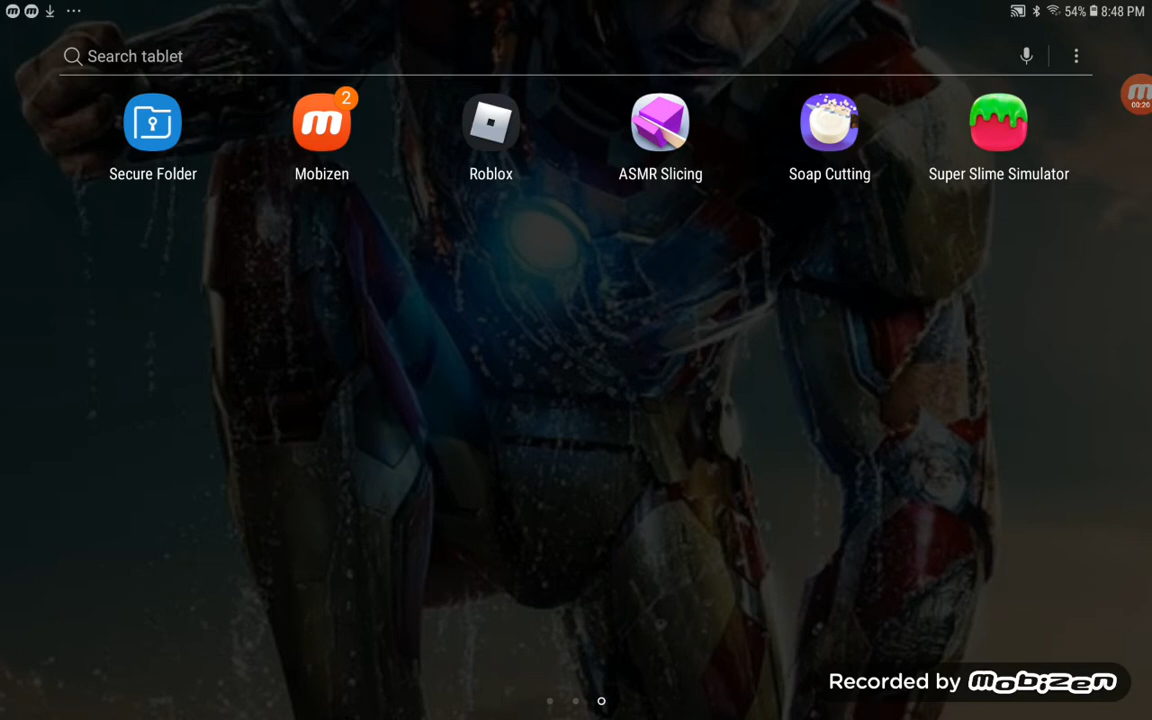 54% 8:48 PM
Search tablet
00:20
2
Secure Folder
Mobizen
Roblox
ASMR Slicing
Soap Cutting
Super Slime Simulator
Recorded by mobizen